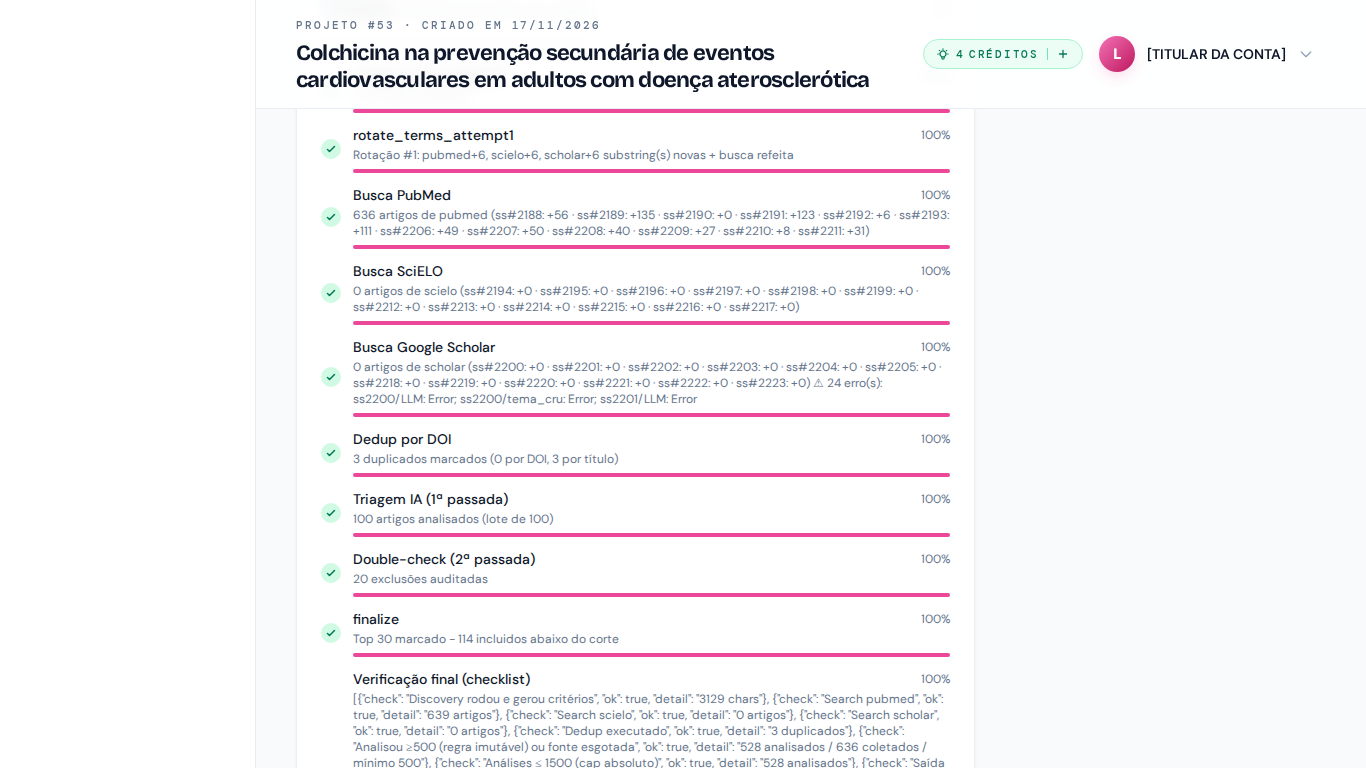 PROJETO #53 · CRIADO EM 17/11/2026
Colchicina na prevenção secundária de eventos
cardiovasculares em adultos com doença aterosclerótica
4 CRÉDITOS +
L
[TITULAR DA CONTA]
rotate_terms_attempt1 100%
Rotação #1: pubmed+6, scielo+6, scholar+6 substring(s) novas + busca refeita
Busca PubMed 100%
636 artigos de pubmed (ss#2188: +56 · ss#2189: +135 · ss#2190: +0 · ss#2191: +123 · ss#2192: +6 · ss#2193:
+111 · ss#2206: +49 · ss#2207: +50 · ss#2208: +40 · ss#2209: +27 · ss#2210: +8 · ss#2211: +31)
Busca SciELO 100%
0 artigos de scielo (ss#2194: +0 · ss#2195: +0 · ss#2196: +0 · ss#2197: +0 · ss#2198: +0 · ss#2199: +0 ·
ss#2212: +0 · ss#2213: +0 · ss#2214: +0 · ss#2215: +0 · ss#2216: +0 · ss#2217: +0)
Busca Google Scholar 100%
0 artigos de scholar (ss#2200: +0 · ss#2201: +0 · ss#2202: +0 · ss#2203: +0 · ss#2204: +0 · ss#2205: +0 ·
ss#2218: +0 · ss#2219: +0 · ss#2220: +0 · ss#2221: +0 · ss#2222: +0 · ss#2223: +0) ⚠ 24 erro(s):
ss2200/LLM: Error; ss2200/tema_cru: Error; ss2201/LLM: Error
Dedup por DOI 100%
3 duplicados marcados (0 por DOI, 3 por título)
Triagem IA (1ª passada) 100%
100 artigos analisados (lote de 100)
Double-check (2ª passada) 100%
20 exclusões auditadas
finalize 100%
Top 30 marcado - 114 incluidos abaixo do corte
Verificação final (checklist) 100%
[{"check": "Discovery rodou e gerou critérios", "ok": true, "detail": "3129 chars"}, {"check": "Search pubmed", "ok":
true, "detail": "639 artigos"}, {"check": "Search scielo", "ok": true, "detail": "0 artigos"}, {"check": "Search scholar",
"ok": true, "detail": "0 artigos"}, {"check": "Dedup executado", "ok": true, "detail": "3 duplicados"}, {"check":
"Analisou ≥500 (regra imutável) ou fonte esgotada", "ok": true, "detail": "528 analisados / 636 coletados /
mínimo 500"}, {"check": "Análises ≤ 1500 (cap absoluto)", "ok": true, "detail": "528 analisados"}, {"check": "Saída